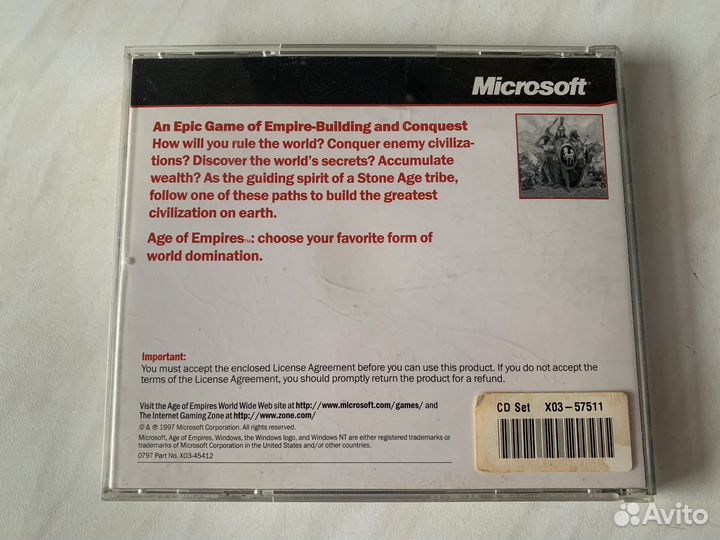 Microsoft
An Epic Game of Empire-Building and Conquest
How will you rule the world? Conquer enemy civiliza-
tions? Discover the world's secrets? Accumulate
wealth? As the guiding spirit of a Stone Age tribe,
follow one of these paths to build the greatest
civilization on earth.
Age of Empires™: choose your favorite form of
world domination.
Important:
You must accept the enclosed License Agreement before you can use this product. If you do not accept the
terms of the License Agreement, you should promptly return the product for a refund.
Visit the Age of Empires World Wide Web site at http://www.microsoft.com/games/ and
The Internet Gaming Zone at http://www.zone.com/
© & ℗ 1997 Microsoft Corporation. All rights reserved.
Microsoft, Age of Empires, Windows, the Windows logo, and Windows NT are either registered trademarks or
trademarks of Microsoft Corporation in the United States and/or other countries.
0797 Part No. X03-45412
CD Set X03-57511
Avito